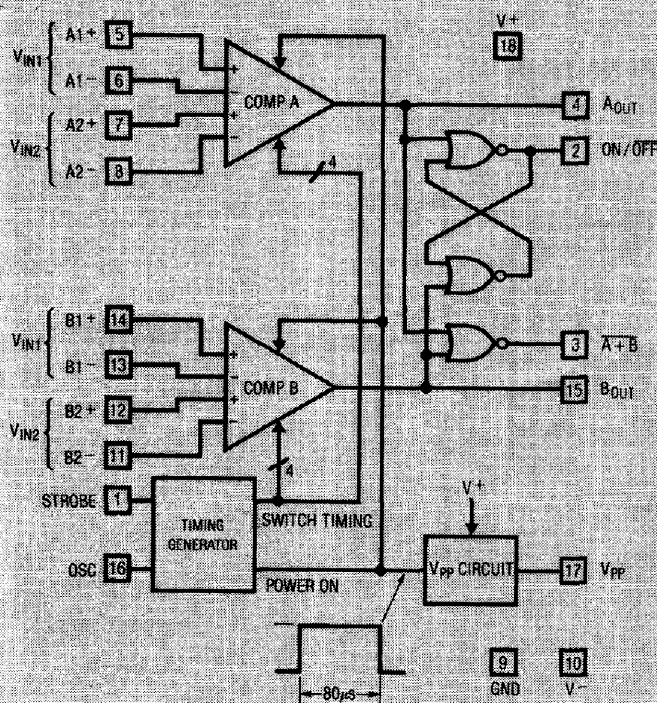 V+
18
VIN1
A1+ 5
A1− 6
VIN2
A2+ 7
A2− 8
+
−
+
−
COMP A
4
4 AOUT
2 ON/OFF
3 A + B
15 BOUT
VIN1
B1+ 14
B1− 13
VIN2
B2+ 12
B2− 11
+
−
+
−
COMP B
4
STROBE 1
OSC 16
TIMING
GENERATOR
SWITCH TIMING
POWER ON
V+
VPP CIRCUIT
17 VPP
80µs
9
GND
10
V−